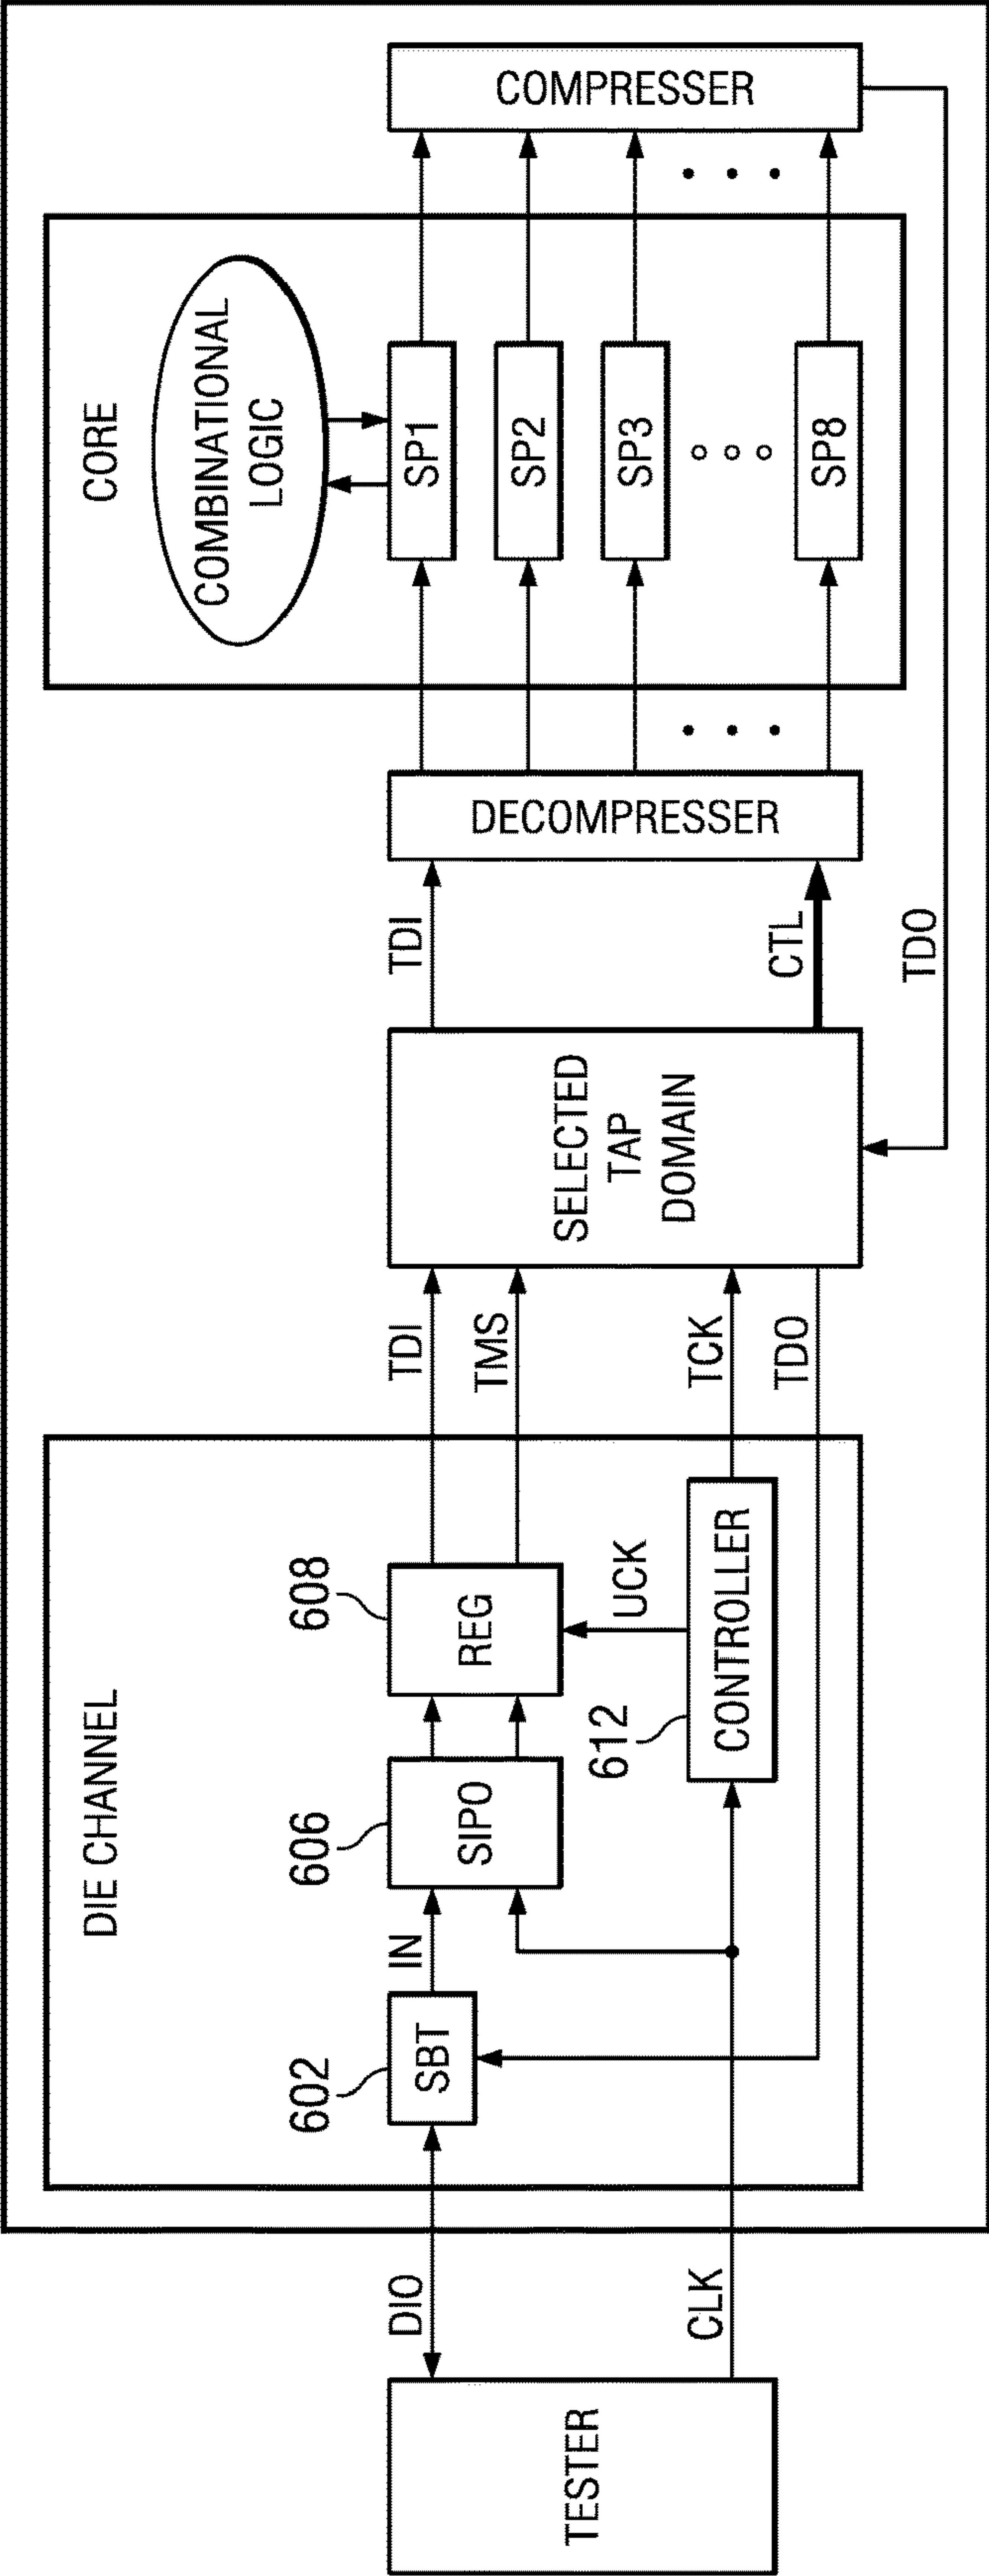 DIE CHANNEL
CORE
COMBINATIONAL
LOGIC
602
606
608
TESTER
DIO
SBT
IN
SIPO
REG
TDI
TMS
SELECTED
TAP
DOMAIN
TDI
DECOMPRESSER
SP1
SP2
SP3
SP8
COMPRESSER
612
UCK
CLK
CONTROLLER
TCK
TDO
CTL
TDO